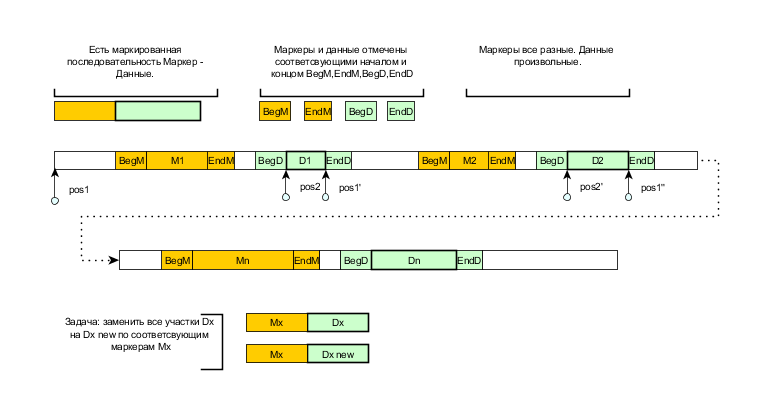 Есть маркированная
последовательность Маркер -
Данные.
Маркеры и данные отмечены
соответсвующими началом и
концом BegM,EndM,BegD,EndD
Маркеры все разные. Данные
произвольные.
BegM EndM BegD EndD
BegM M1 EndM BegD D1 EndD BegM M2 EndM BegD D2 EndD
pos1 pos2 pos1' pos2' pos1''
BegM Mn EndM BegD Dn EndD
Задача: заменить все участки Dx
на Dx new по соответсвующим
маркерам Mx
Mx Dx
Mx Dx new